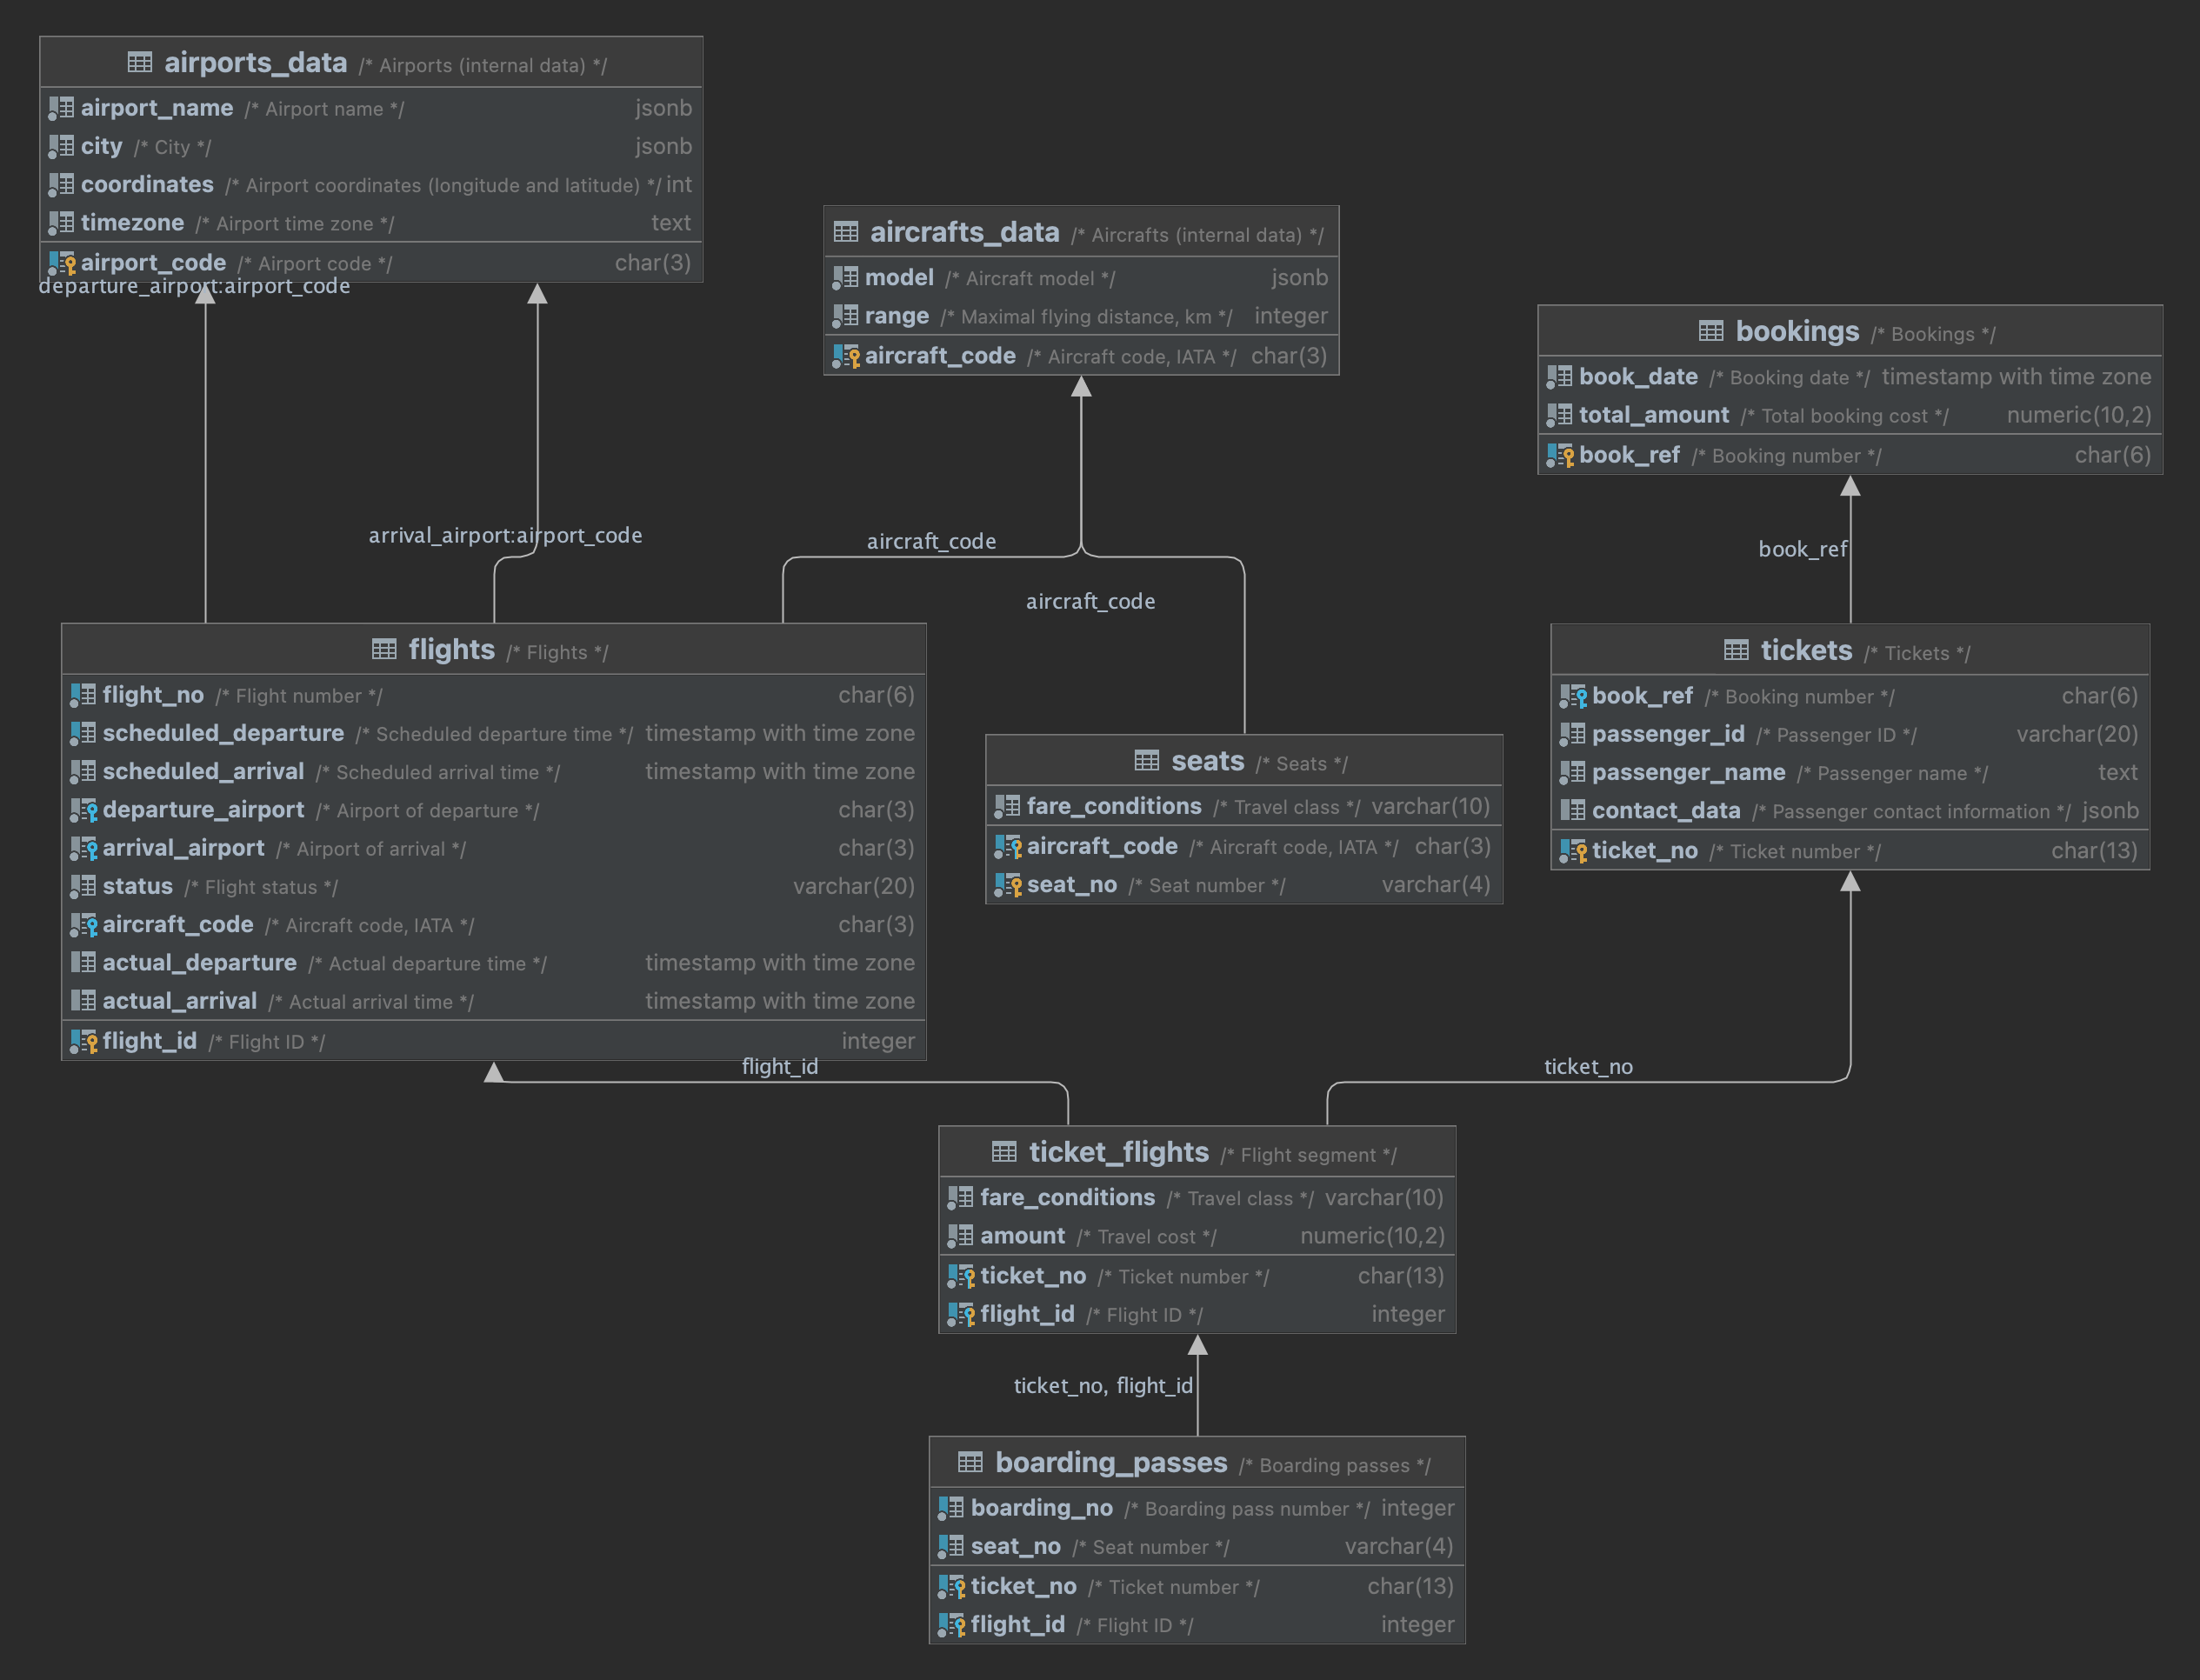 airports_data /* Airports (internal data) */
airport_name /* Airport name */ jsonb
city /* City */ jsonb
coordinates /* Airport coordinates (longitude and latitude) */ int
timezone /* Airport time zone */ text
airport_code /* Airport code */ char(3)
departure_airport:airport_code
aircrafts_data /* Aircrafts (internal data) */
model /* Aircraft model */ jsonb
range /* Maximal flying distance, km */ integer
aircraft_code /* Aircraft code, IATA */ char(3)
bookings /* Bookings */
book_date /* Booking date */ timestamp with time zone
total_amount /* Total booking cost */ numeric(10,2)
book_ref /* Booking number */ char(6)
arrival_airport:airport_code
aircraft_code
aircraft_code
book_ref
flights /* Flights */
flight_no /* Flight number */ char(6)
scheduled_departure /* Scheduled departure time */ timestamp with time zone
scheduled_arrival /* Scheduled arrival time */ timestamp with time zone
departure_airport /* Airport of departure */ char(3)
arrival_airport /* Airport of arrival */ char(3)
status /* Flight status */ varchar(20)
aircraft_code /* Aircraft code, IATA */ char(3)
actual_departure /* Actual departure time */ timestamp with time zone
actual_arrival /* Actual arrival time */ timestamp with time zone
flight_id /* Flight ID */ integer
seats /* Seats */
fare_conditions /* Travel class */ varchar(10)
aircraft_code /* Aircraft code, IATA */ char(3)
seat_no /* Seat number */ varchar(4)
tickets /* Tickets */
book_ref /* Booking number */ char(6)
passenger_id /* Passenger ID */ varchar(20)
passenger_name /* Passenger name */ text
contact_data /* Passenger contact information */ jsonb
ticket_no /* Ticket number */ char(13)
flight_id
ticket_no
ticket_flights /* Flight segment */
fare_conditions /* Travel class */ varchar(10)
amount /* Travel cost */ numeric(10,2)
ticket_no /* Ticket number */ char(13)
flight_id /* Flight ID */ integer
ticket_no, flight_id
boarding_passes /* Boarding passes */
boarding_no /* Boarding pass number */ integer
seat_no /* Seat number */ varchar(4)
ticket_no /* Ticket number */ char(13)
flight_id /* Flight ID */ integer